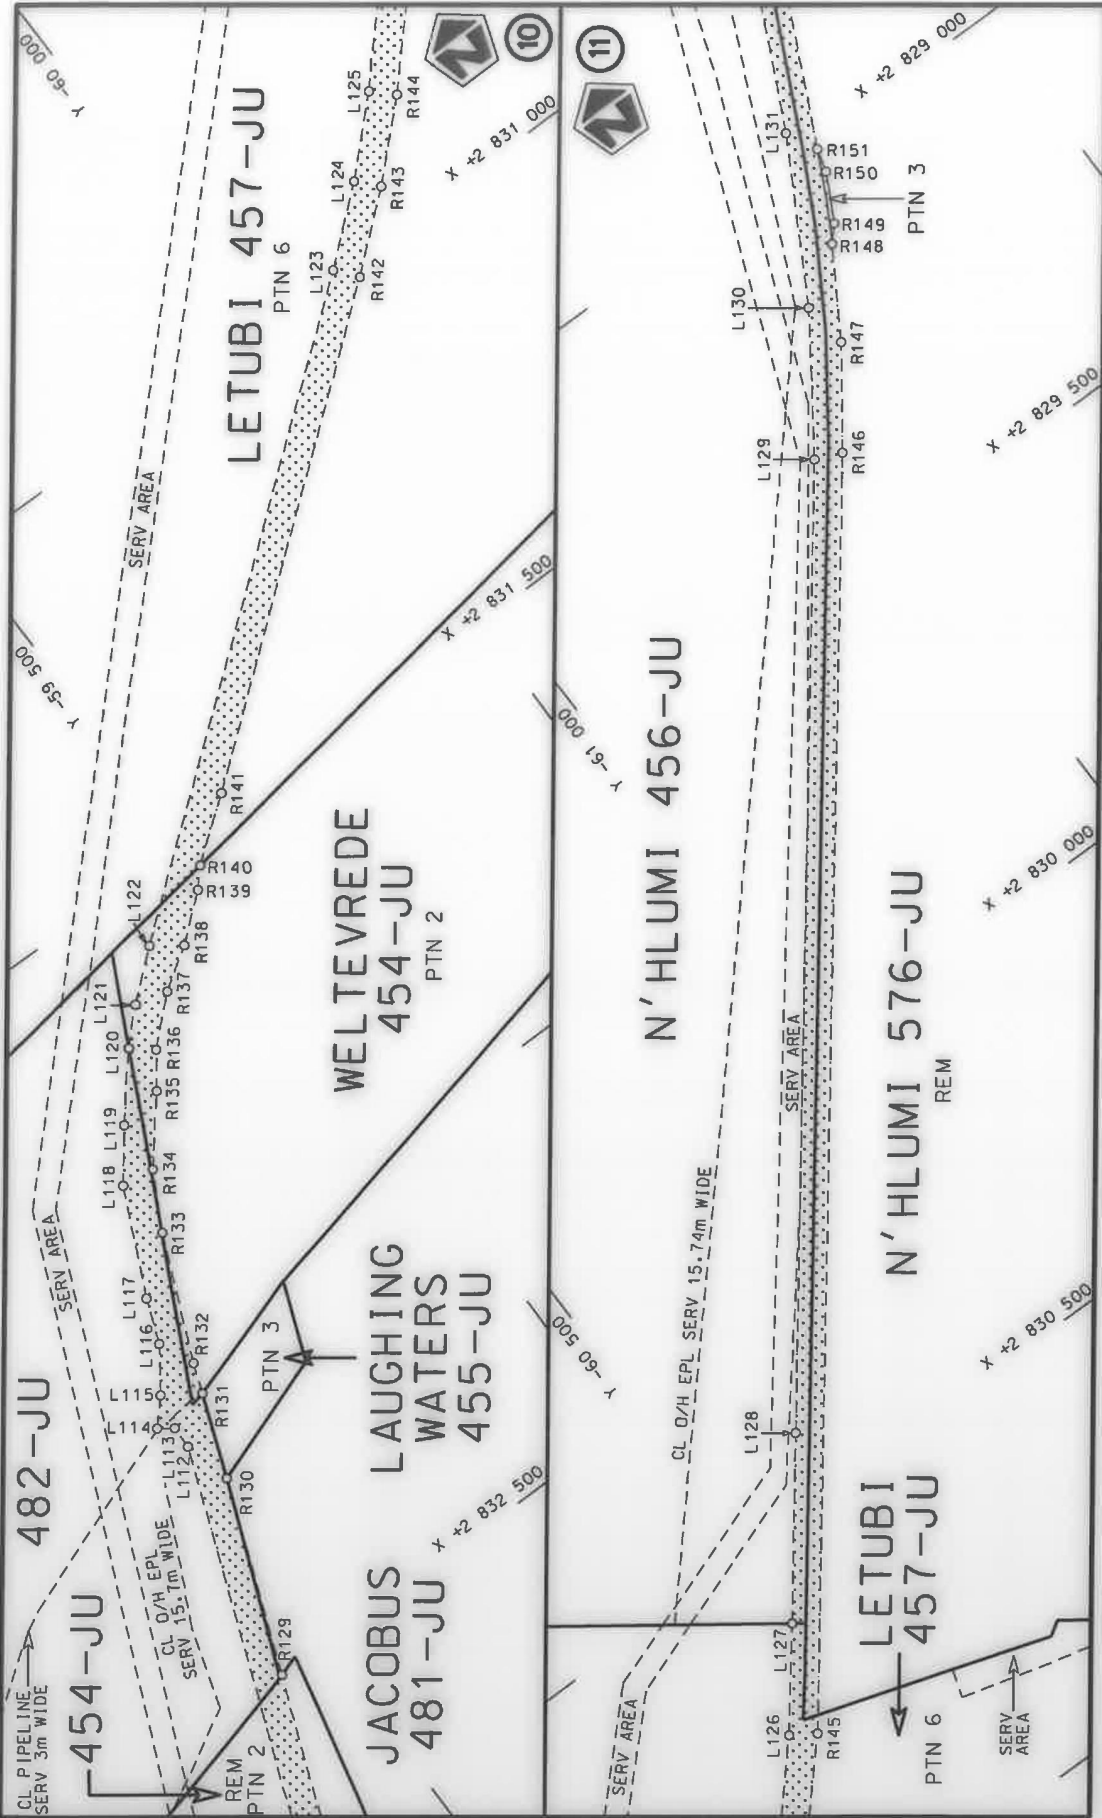 CL PIPELINE
SERV 3m WIDE
454-JU
482-JU
REM
PTN 2
CL O/H EPL
SERV 15.7m WIDE
SERV AREA
SERV AREA
L112
L113
L114
L115
L116
L117
L118
L119
L120
L121
L122
L123
L124
L125
R129
R130
R131
R132
R133
R134
R135
R136
R137
R138
R139
R140
R141
R142
R143
R144
JACOBUS
481-JU
LAUGHING
WATERS
455-JU
PTN 3
WELTEVREDE
454-JU
PTN 2
LETUBI 457-JU
PTN 6
Y -59 500
Y -60 000
X +2 832 500
X +2 831 500
X +2 831 000
10
11
SERV AREA
CL O/H EPL SERV 15.74m WIDE
SERV AREA
N'HLUMI 456-JU
N'HLUMI 576-JU
REM
LETUBI
457-JU
PTN 6
SERV
AREA
PTN 3
L126
L127
L128
L129
L130
L131
R145
R146
R147
R148
R149
R150
R151
Y -60 500
Y -61 000
X +2 830 500
X +2 830 000
X +2 829 500
X +2 829 000